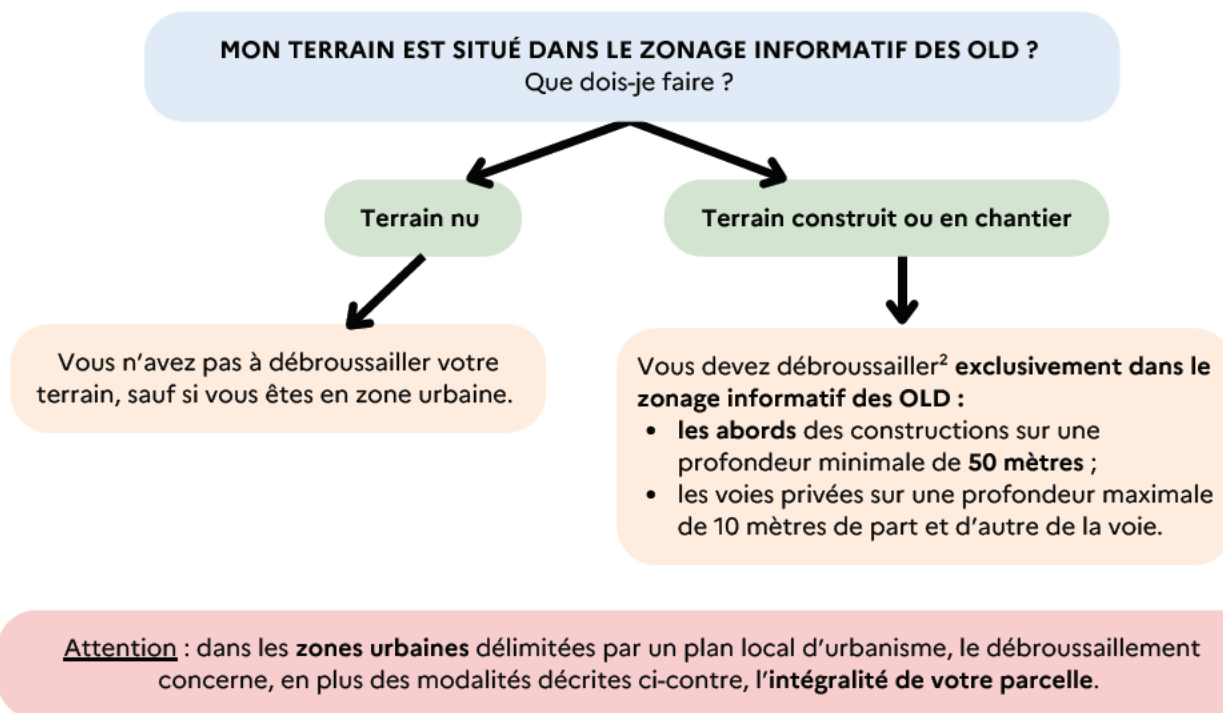 MON TERRAIN EST SITUÉ DANS LE ZONAGE INFORMATIF DES OLD ?
Que dois-je faire ?
Terrain nu
Terrain construit ou en chantier
Vous n’avez pas à débroussailler votre
terrain, sauf si vous êtes en zone urbaine.
Vous devez débroussailler² exclusivement dans le
zonage informatif des OLD :
• les abords des constructions sur une
profondeur minimale de 50 mètres ;
• les voies privées sur une profondeur maximale
de 10 mètres de part et d’autre de la voie.
Attention : dans les zones urbaines délimitées par un plan local d’urbanisme, le débroussaillement
concerne, en plus des modalités décrites ci-contre, l’intégralité de votre parcelle.